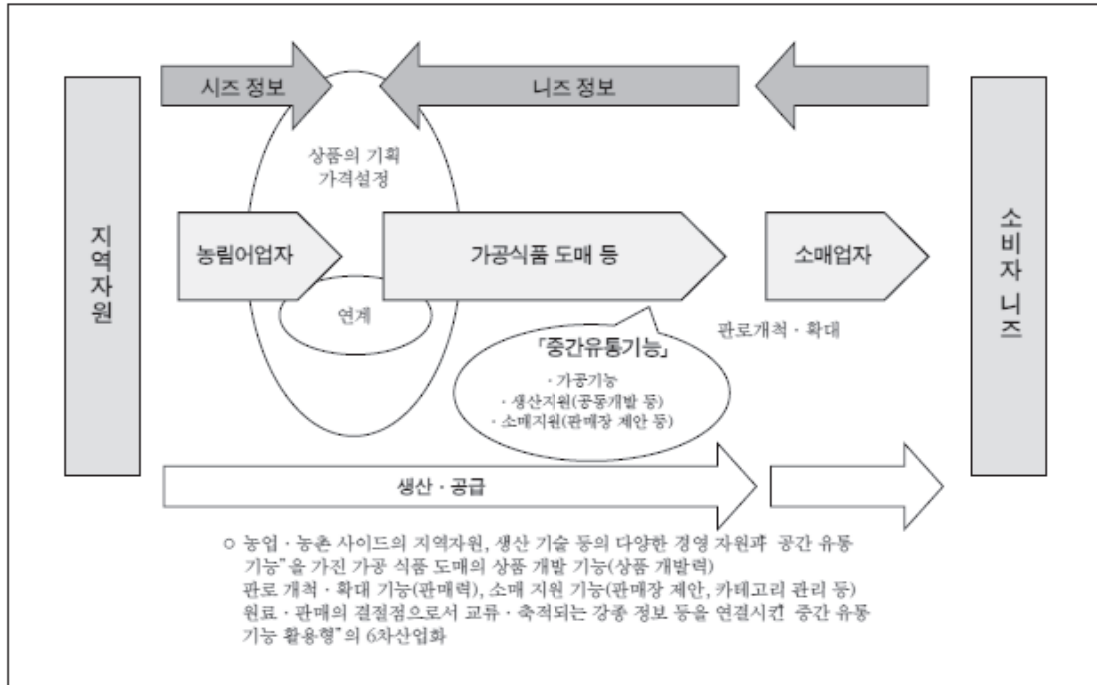 시즈 정보
니즈 정보
지역자원
상품의 기획
가격설정
농림어업자
가공식품 도매 등
소매업자
소비자 니즈
연계
판로개척 · 확대
「중간유통기능」
· 가공기능
· 생산지원(공동개발 등)
· 소매지원(판매장 제안 등)
생산 · 공급
○ 농업 · 농촌 사이드의 지역자원, 생산 기술 등의 다양한 경영 자원과 공간 유통
기능"을 가진 가공 식품 도매의 상품 개발 기능(상품 개발력)
판로 개척 · 확대 기능(판매력), 소매 지원 기능(판매장 제안, 카테고리 관리 등)
원료 · 판매의 결절점으로서 교류 · 축적되는 강종 정보 등을 연결시킨 중간 유통
기능 활용형"의 6차산업화